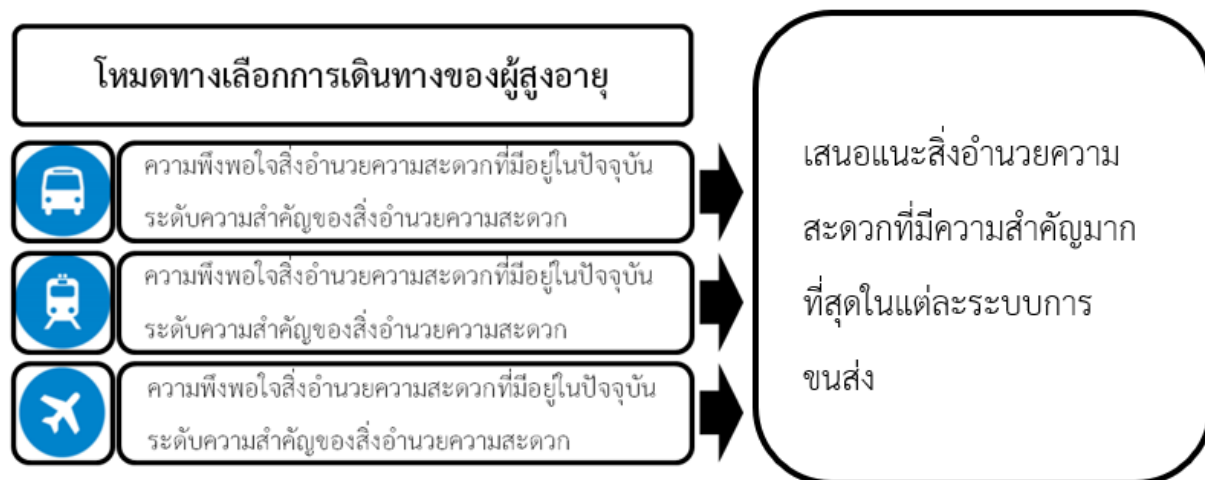 โหมดทางเลือกการเดินทางของผู้สูงอายุ
ความพึงพอใจสิ่งอำนวยความสะดวกที่มีอยู่ในปัจจุบัน
ระดับความสำคัญของสิ่งอำนวยความสะดวก
ความพึงพอใจสิ่งอำนวยความสะดวกที่มีอยู่ในปัจจุบัน
ระดับความสำคัญของสิ่งอำนวยความสะดวก
ความพึงพอใจสิ่งอำนวยความสะดวกที่มีอยู่ในปัจจุบัน
ระดับความสำคัญของสิ่งอำนวยความสะดวก
เสนอแนะสิ่งอำนวยความ
สะดวกที่มีความสำคัญมาก
ที่สุดในแต่ละระบบการ
ขนส่ง